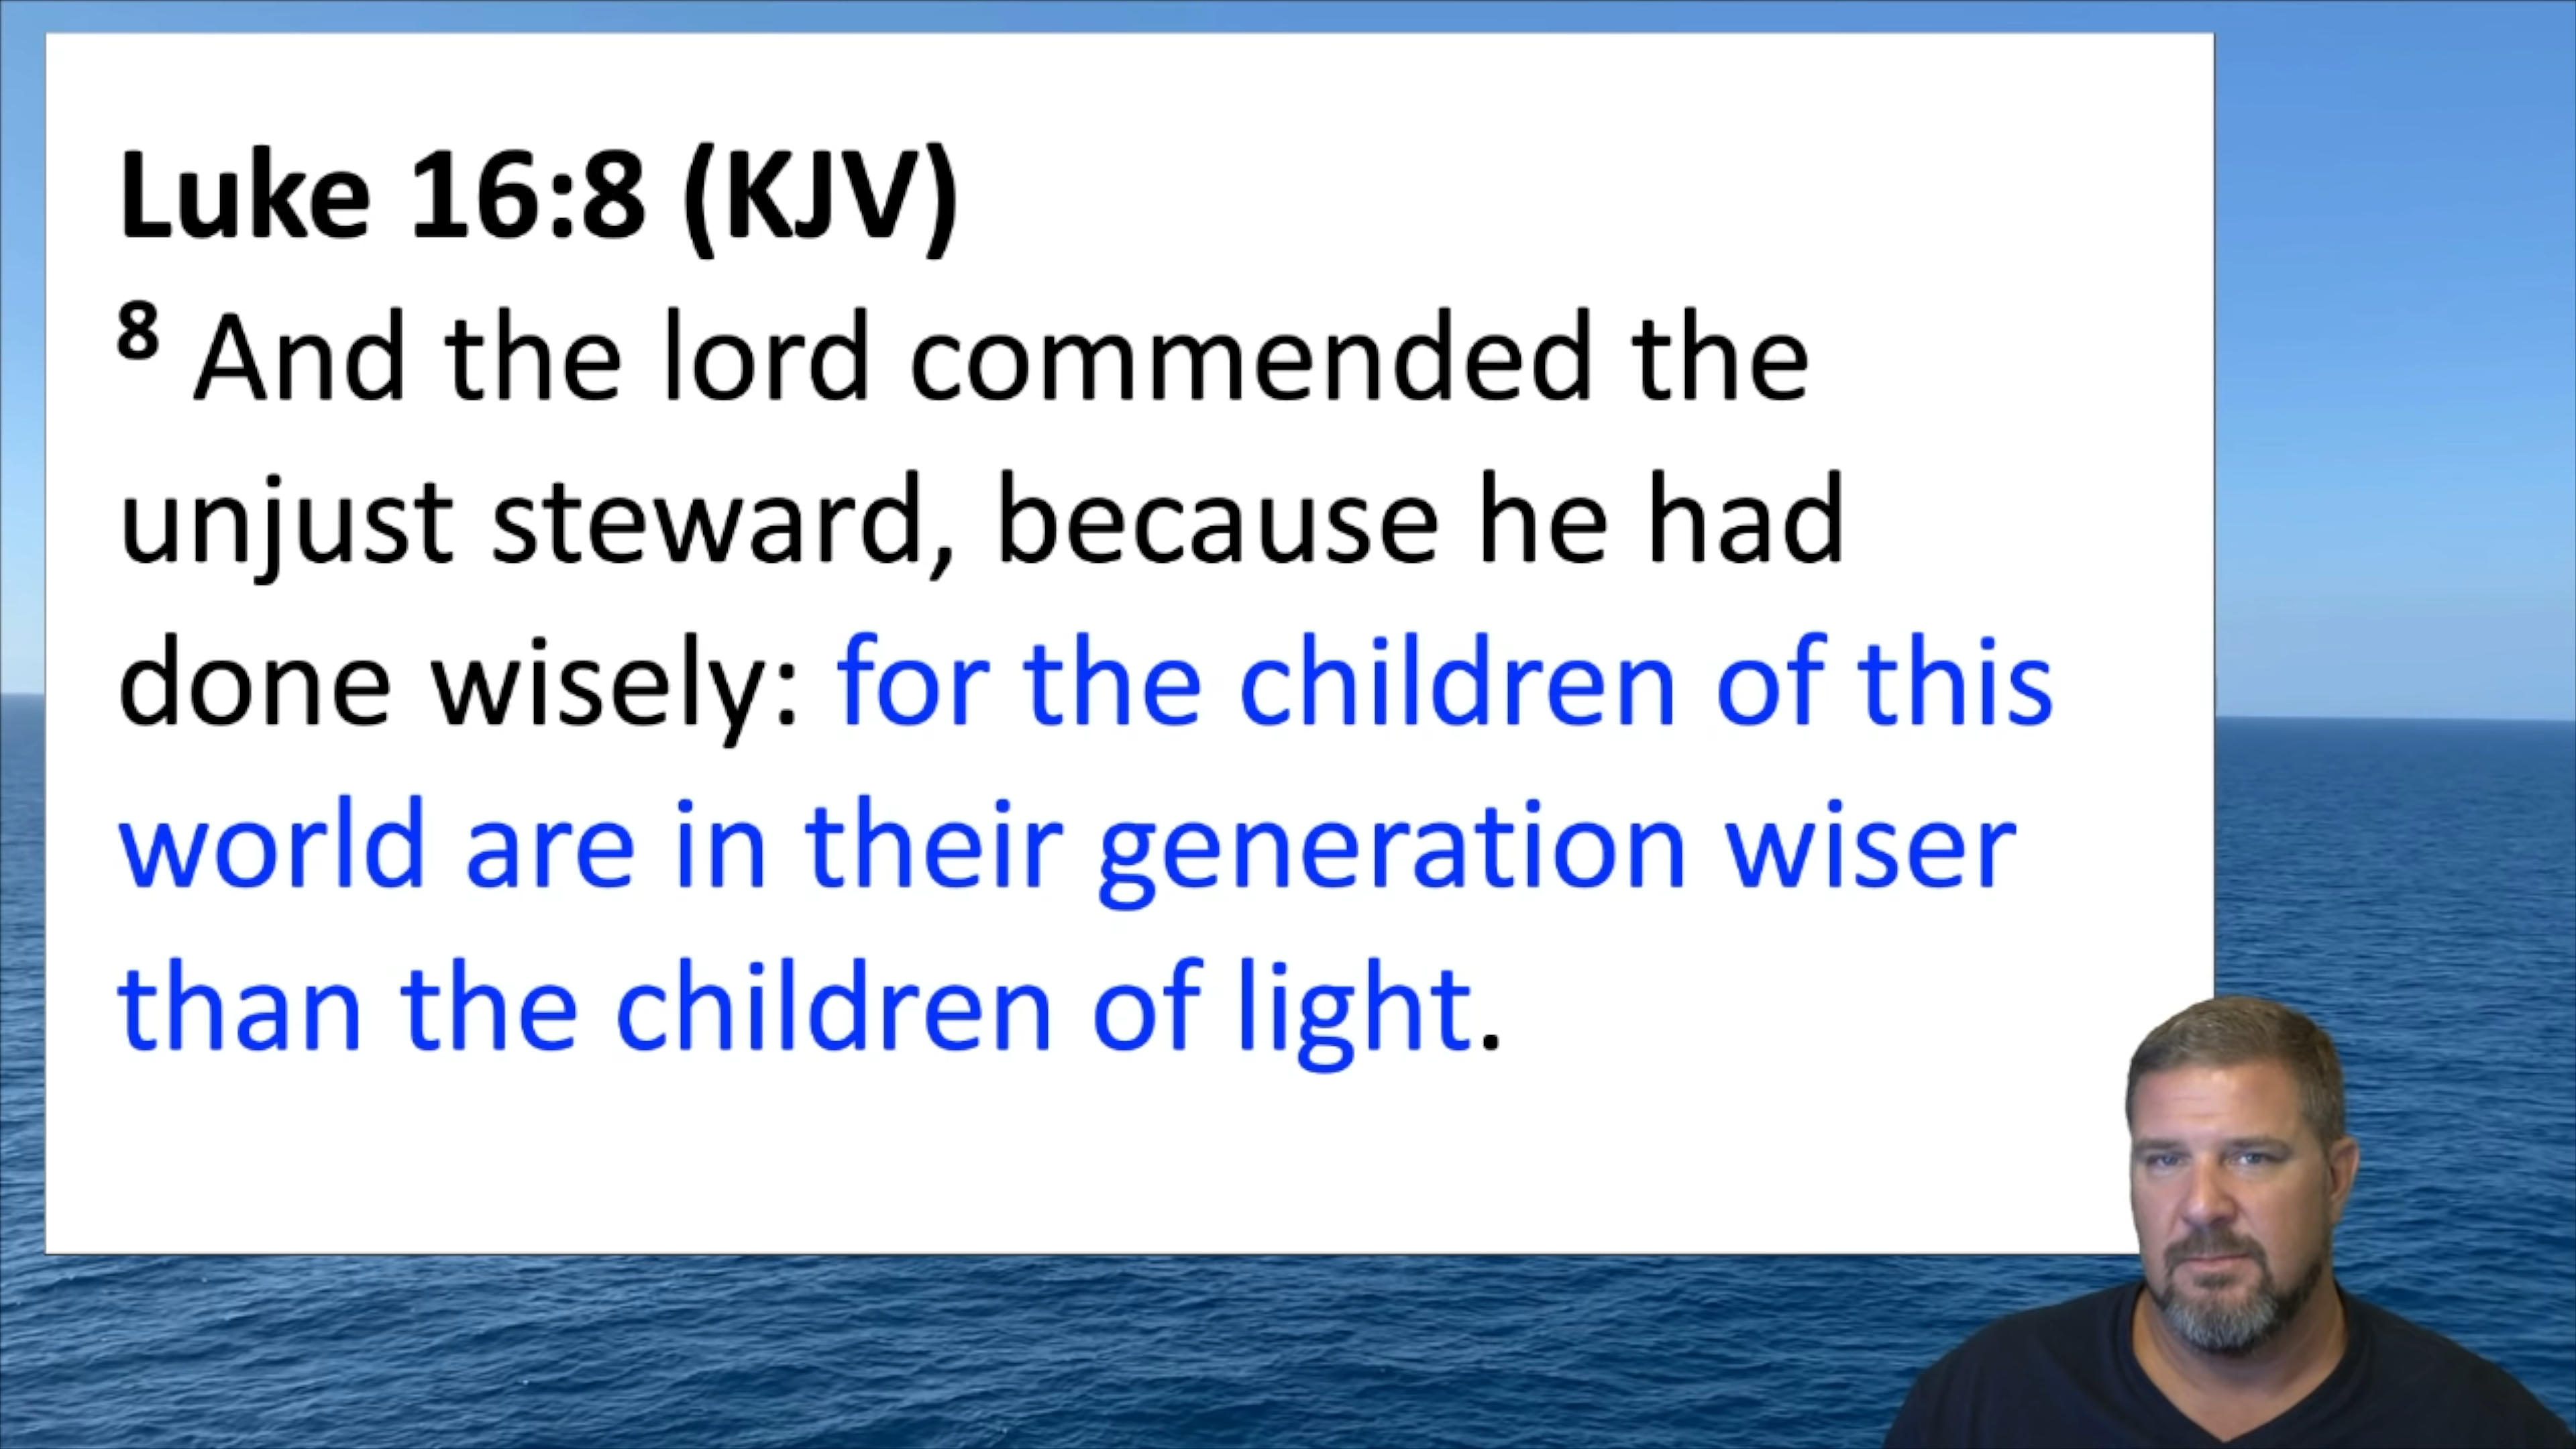 Luke 16:8 (KJV)
8 And the lord commended the
unjust steward, because he had
done wisely: for the children of this
world are in their generation wiser
than the children of light.